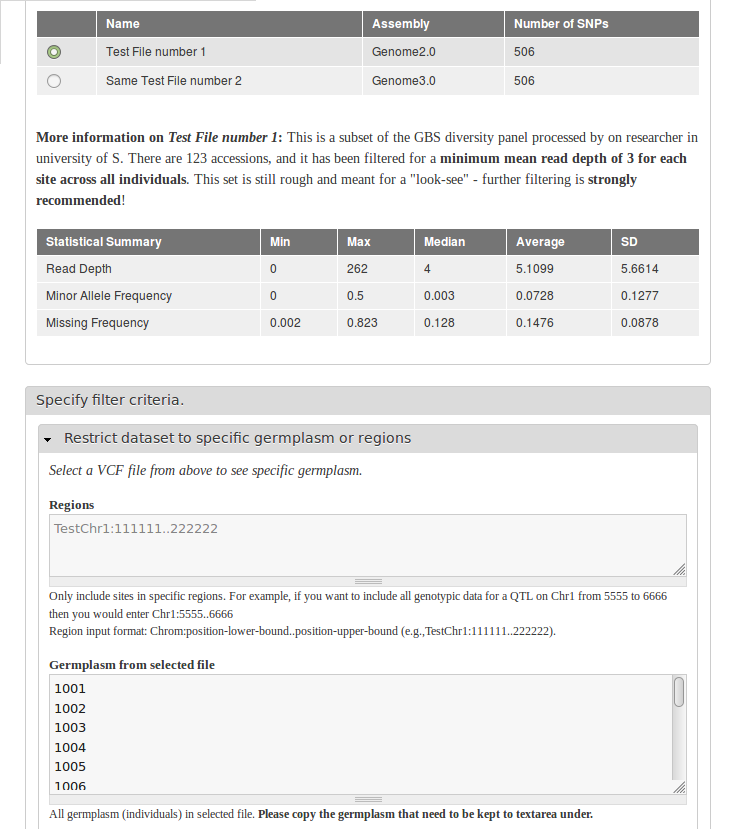 Name Assembly Number of SNPs
Test File number 1 Genome2.0 506
Same Test File number 2 Genome3.0 506
More information on Test File number 1: This is a subset of the GBS diversity panel processed by on researcher in
university of S. There are 123 accessions, and it has been filtered for a minimum mean read depth of 3 for each
site across all individuals. This set is still rough and meant for a "look-see" - further filtering is strongly
recommended!
Statistical Summary Min Max Median Average SD
Read Depth 0 262 4 5.1099 5.6614
Minor Allele Frequency 0 0.5 0.003 0.0728 0.1277
Missing Frequency 0.002 0.823 0.128 0.1476 0.0878
Specify filter criteria.
Restrict dataset to specific germplasm or regions
Select a VCF file from above to see specific germplasm.
Regions
TestChr1:111111..222222
Only include sites in specific regions. For example, if you want to include all genotypic data for a QTL on Chr1 from 5555 to 6666
then you would enter Chr1:5555..6666
Region input format: Chrom:position-lower-bound..position-upper-bound (e.g.,TestChr1:111111..222222).
Germplasm from selected file
1001
1002
1003
1004
1005
1006
All germplasm (individuals) in selected file. Please copy the germplasm that need to be kept to textarea under.